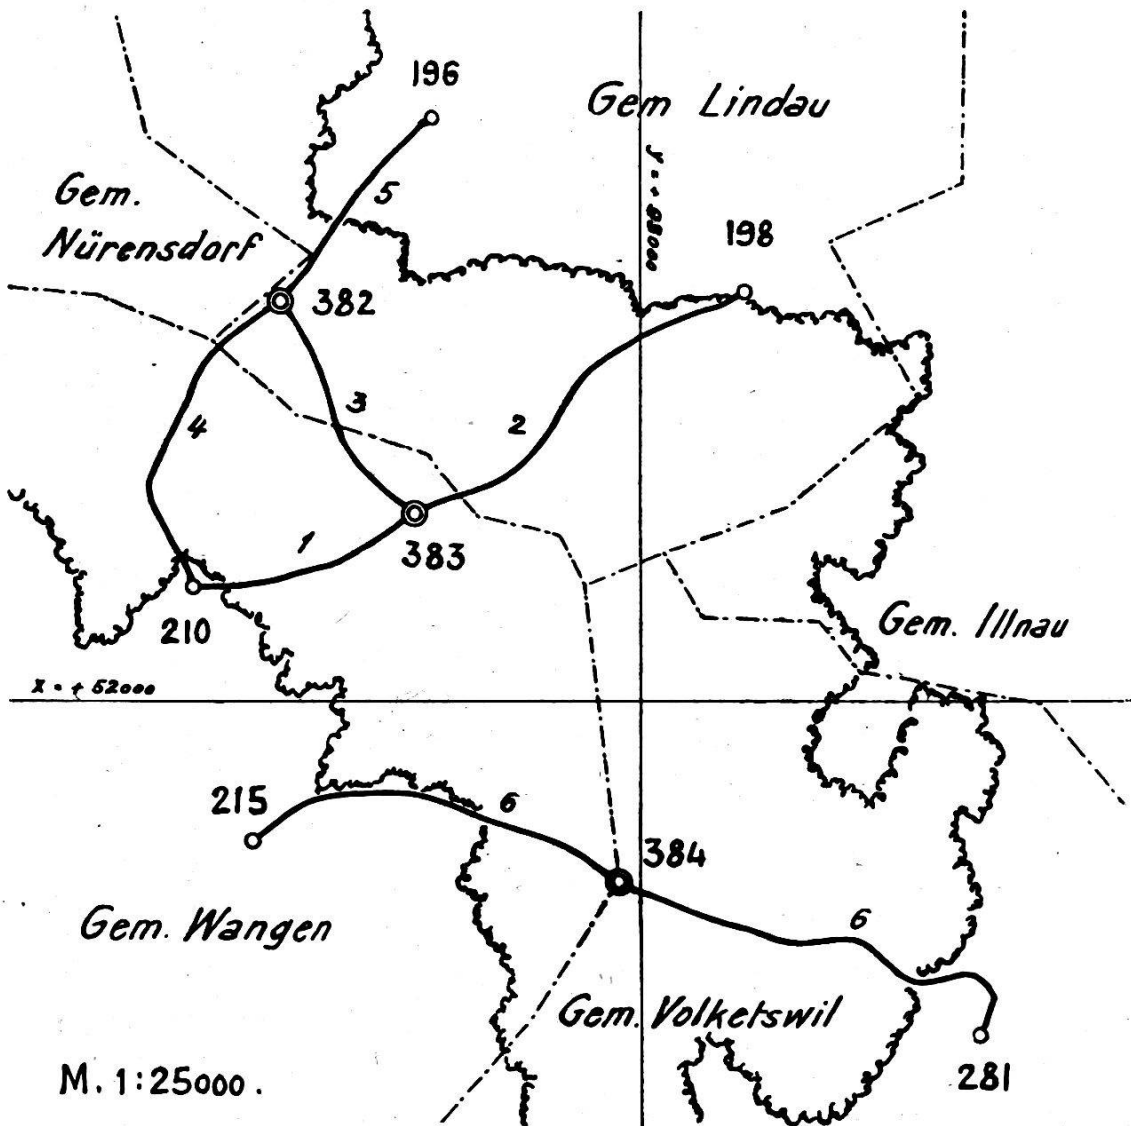 196
Gem Lindau
Gem.
Nürensdorf
5
y = + 98000
198
382
4
3
2
1
383
210
Gem. Illnau
X = + 52000
215
6
384
Gem. Wangen
6
Gem. Volketswil
M. 1:25000.
281